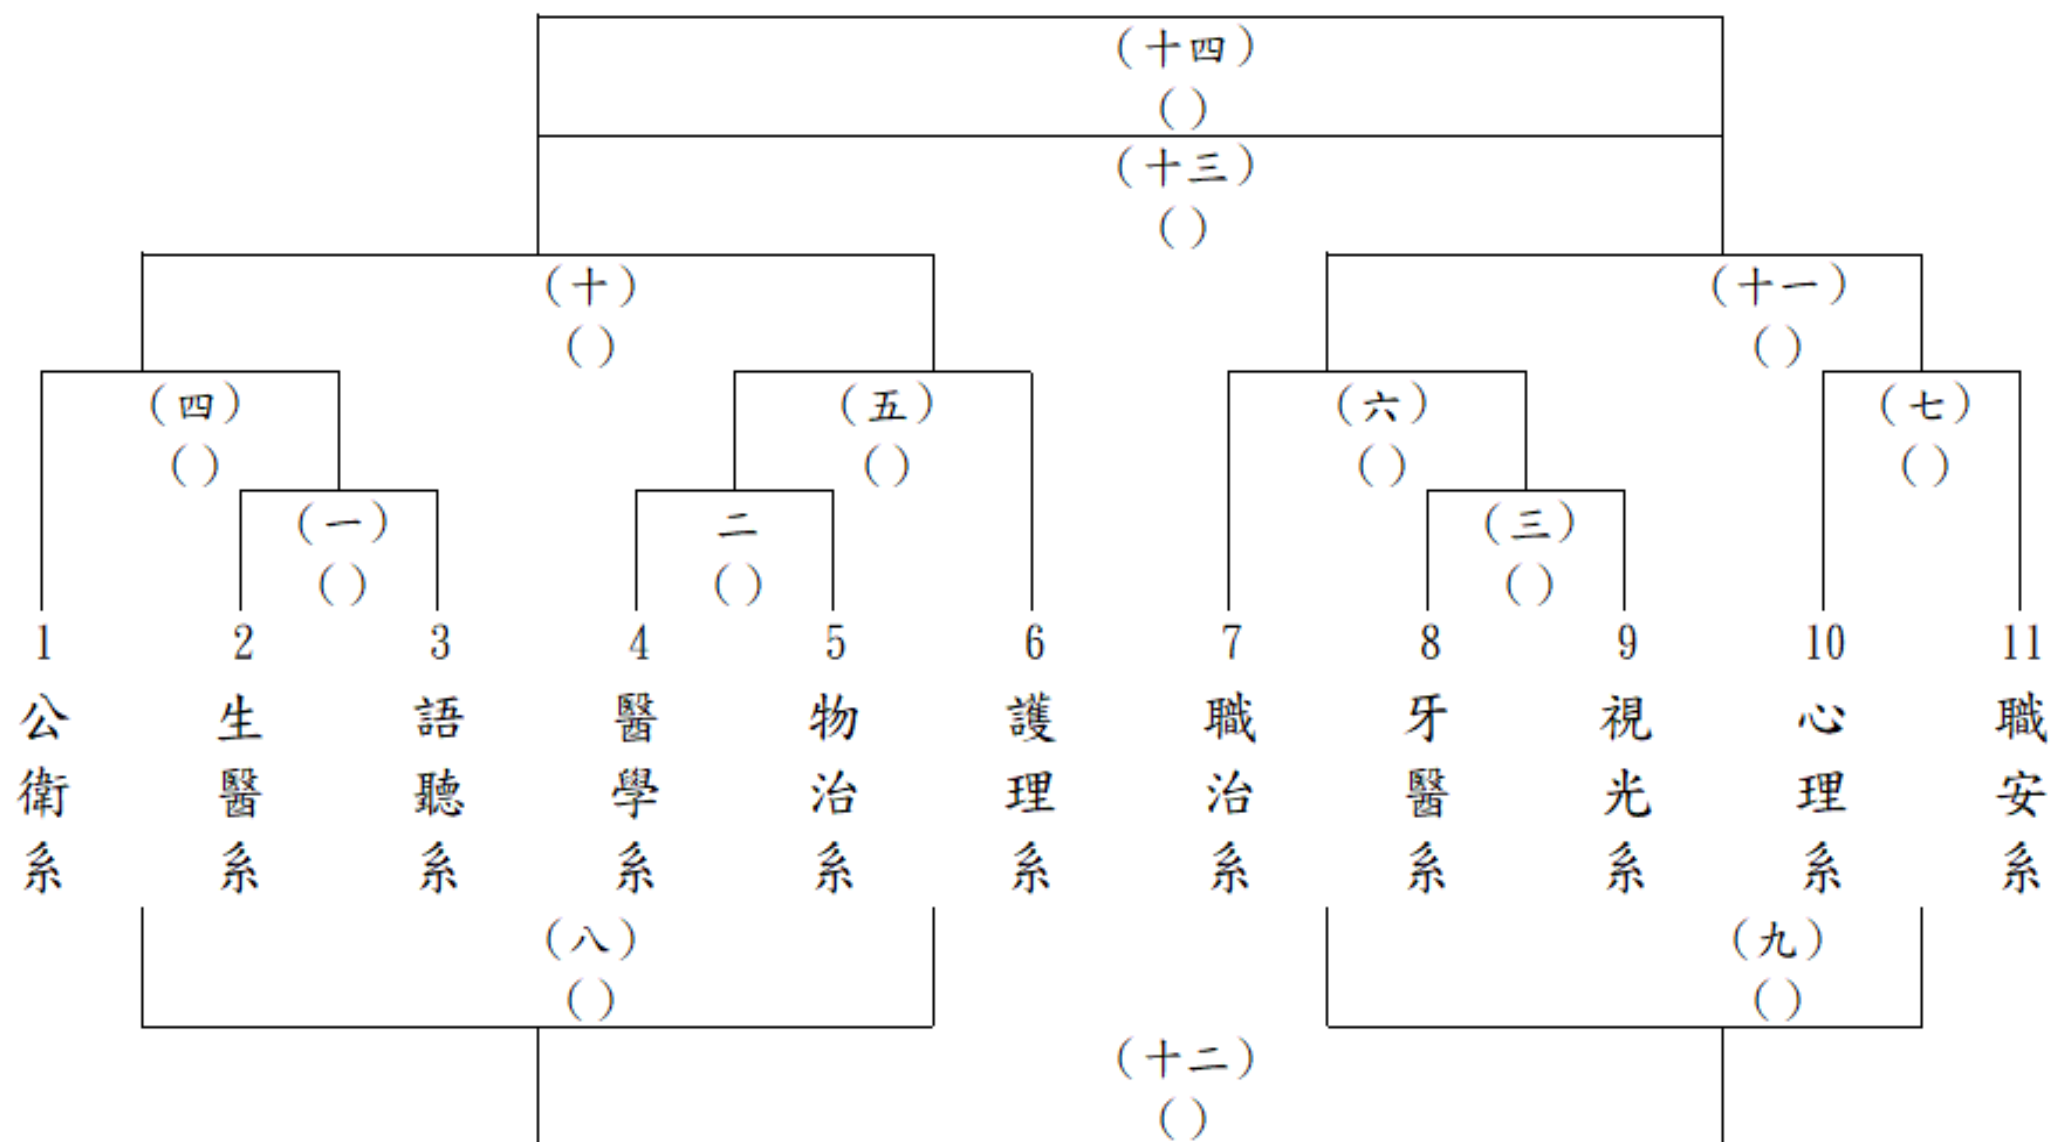 （十四）
（）
（十三）
（）
（十）
（十一）
（）
（）
（四）
（五）
（六）
（七）
（）
（）
（）
（）
（一）
二
（三）
（）
（）
（）
1 2 3 4 5 6 7 8 9 10 11
公衛系
生醫系
語聽系
醫學系
物治系
護理系
職治系
牙醫系
視光系
心理系
職安系
（八）
（九）
（）
（）
（十二）
（）